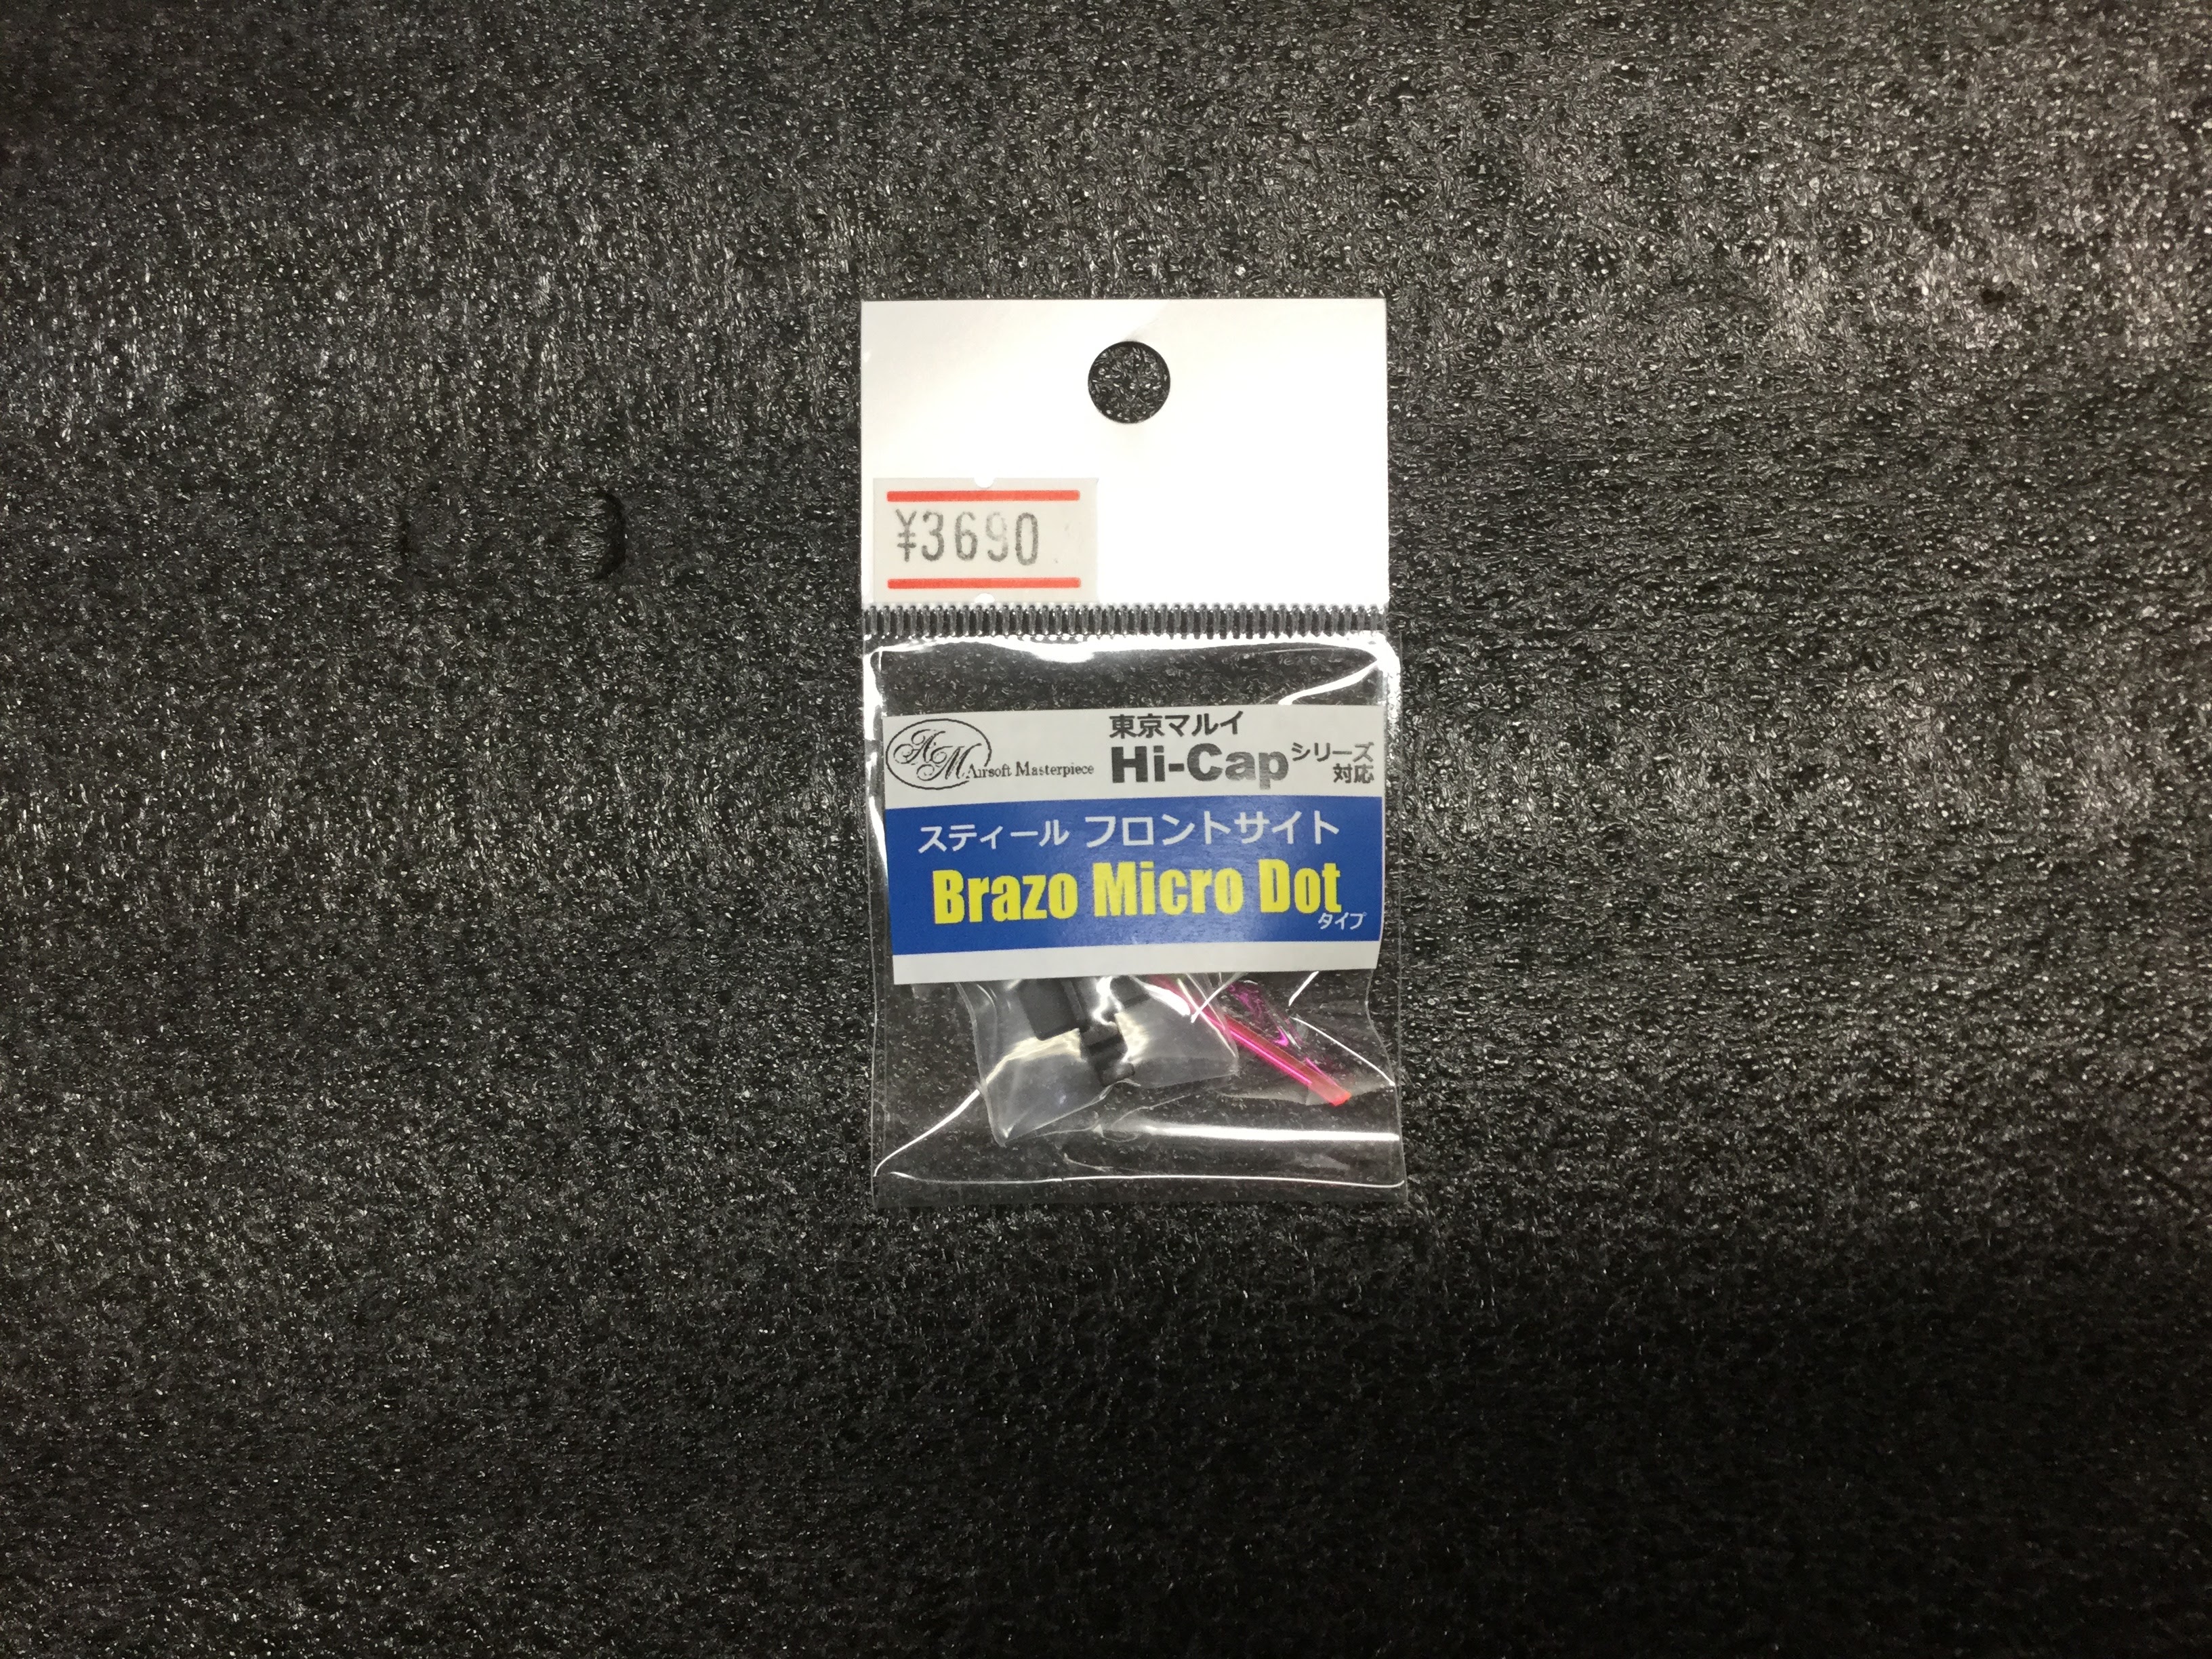 ¥3690
AM Airsoft Masterpiece
東京マルイ
Hi-Capシリーズ
対応
スティール フロントサイト
Brazo Micro Dot
タイプ